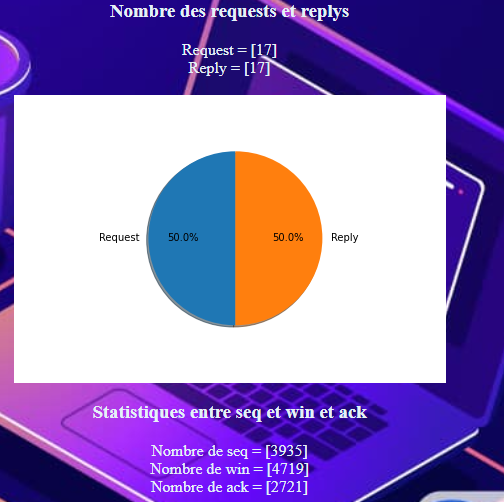 Nombre des requests et replys
Request = [17]
Reply = [17]
Request 50.0% 50.0% Reply
Statistiques entre seq et win et ack
Nombre de seq = [3935]
Nombre de win = [4719]
Nombre de ack = [2721]